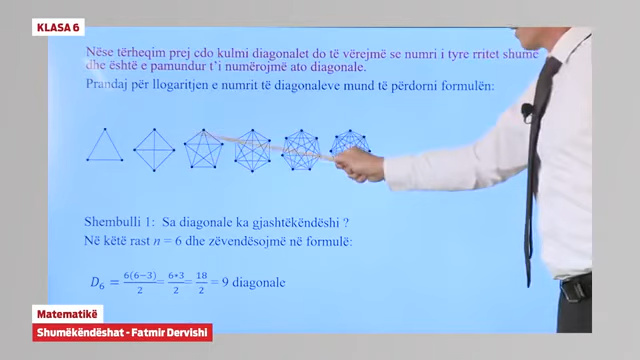 KLASA 6
Nëse tërheqim prej cdo kulmi diagonalet do të vërejmë se numri i tyre rritet shumë
dhe është e pamundur t'i numërojmë ato diagonale.
Prandaj për llogaritjen e numrit të diagonaleve mund të përdorni formulën:
Shembulli 1: Sa diagonale ka gjashtëkëndëshi ?
Në këtë rast n = 6 dhe zëvendësojmë në formulë:
D₆ = 6(6−3)/2 = 6•3/2 = 18/2 = 9 diagonale
Matematikë
Shumëkëndëshat - Fatmir Dervishi